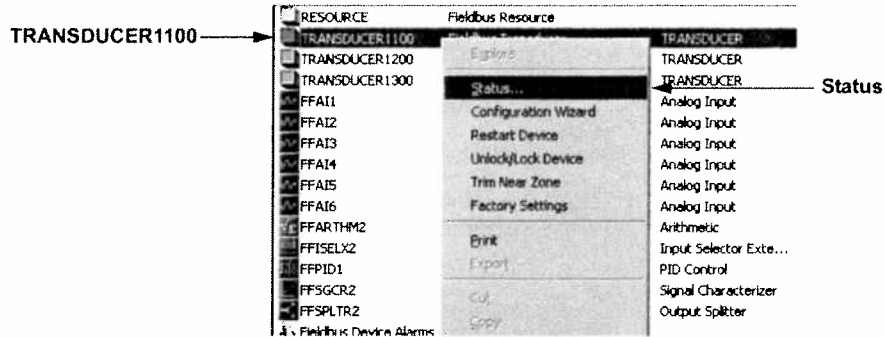 RESOURCE Fieldbus Resource
TRANSDUCER1100 TRANSDUCER1100 Fieldbus Transducer TRANSDUCER
Explore
TRANSDUCER1200 TRANSDUCER
TRANSDUCER1300 TRANSDUCER
Status... Status
FFAI1 Analog Input
Configuration Wizard
FFAI2 Analog Input
Restart Device
FFAI3 Analog Input
Unlock/Lock Device
FFAI4 Analog Input
Trim Near Zone
FFAI5 Analog Input
Factory Settings
FFAI6 Analog Input
FFARTHM2 Arithmetic
Print
FFISELX2 Input Selector Exte...
Export
FFPID1 PID Control
FFSGCR2 Signal Characterizer
Cut
FFSPLTR2 Output Splitter
Copy
Fieldbus Device Alarms